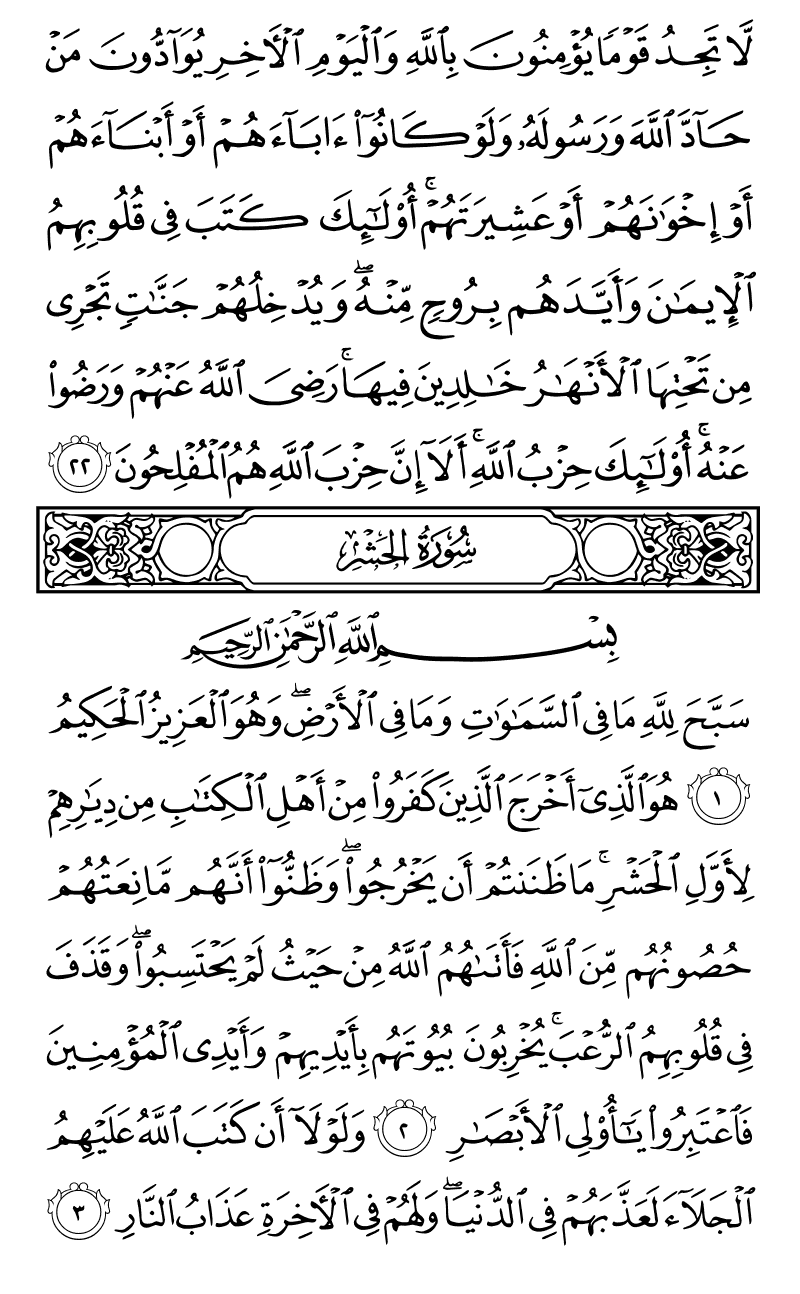 لَّا تَجِدُ قَوْمًا يُؤْمِنُونَ بِٱللَّهِ وَٱلْيَوْمِ ٱلْأَخِرِ يُوَآدُّونَ مَنْ
حَآدَّ ٱللَّهَ وَرَسُولَهُۥ وَلَوْ كَانُوٓا۟ ءَابَآءَهُمْ أَوْ أَبْنَآءَهُمْ
أَوْ إِخْوَٰنَهُمْ أَوْ عَشِيرَتَهُمْ ۚ أُو۟لَٰٓئِكَ كَتَبَ فِى قُلُوبِهِمُ
ٱلْإِيمَٰنَ وَأَيَّدَهُم بِرُوحٍ مِّنْهُ ۖ وَيُدْخِلُهُمْ جَنَّٰتٍ تَجْرِى
مِن تَحْتِهَا ٱلْأَنْهَٰرُ خَٰلِدِينَ فِيهَا ۚ رَضِىَ ٱللَّهُ عَنْهُمْ وَرَضُوا۟
عَنْهُ ۚ أُو۟لَٰٓئِكَ حِزْبُ ٱللَّهِ ۚ أَلَآ إِنَّ حِزْبَ ٱللَّهِ هُمُ ٱلْمُفْلِحُونَ ٢٢
سُورَةُ الحَشْرِ
بِسْمِ ٱللَّهِ ٱلرَّحْمَٰنِ ٱلرَّحِيمِ
سَبَّحَ لِلَّهِ مَا فِى ٱلسَّمَٰوَٰتِ وَمَا فِى ٱلْأَرْضِ ۖ وَهُوَ ٱلْعَزِيزُ ٱلْحَكِيمُ
١ هُوَ ٱلَّذِىٓ أَخْرَجَ ٱلَّذِينَ كَفَرُوا۟ مِنْ أَهْلِ ٱلْكِتَٰبِ مِن دِيَٰرِهِمْ
لِأَوَّلِ ٱلْحَشْرِ ۚ مَا ظَنَنتُمْ أَن يَخْرُجُوا۟ ۖ وَظَنُّوٓا۟ أَنَّهُم مَّانِعَتُهُمْ
حُصُونُهُم مِّنَ ٱللَّهِ فَأَتَىٰهُمُ ٱللَّهُ مِنْ حَيْثُ لَمْ يَحْتَسِبُوا۟ ۖ وَقَذَفَ
فِى قُلُوبِهِمُ ٱلرُّعْبَ ۚ يُخْرِبُونَ بُيُوتَهُم بِأَيْدِيهِمْ وَأَيْدِى ٱلْمُؤْمِنِينَ
فَٱعْتَبِرُوا۟ يَٰٓأُو۟لِى ٱلْأَبْصَٰرِ ٢ وَلَوْلَآ أَن كَتَبَ ٱللَّهُ عَلَيْهِمُ
ٱلْجَلَآءَ لَعَذَّبَهُمْ فِى ٱلدُّنْيَا ۖ وَلَهُمْ فِى ٱلْأَخِرَةِ عَذَابُ ٱلنَّارِ ٣